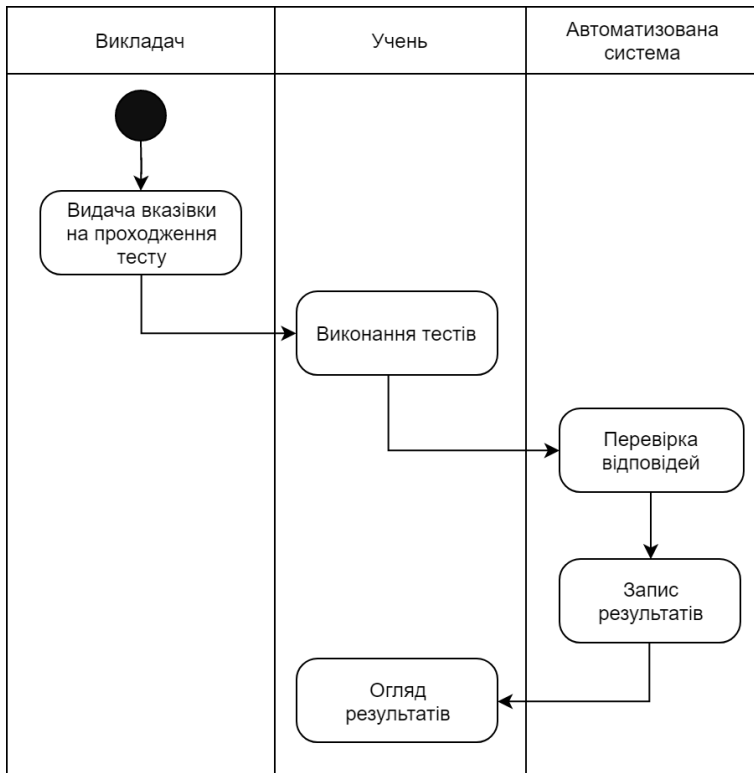 Викладач
Учень
Автоматизована
система
Видача вказівки
на проходження
тесту
Виконання тестів
Перевірка
відповідей
Запис
результатів
Огляд
результатів